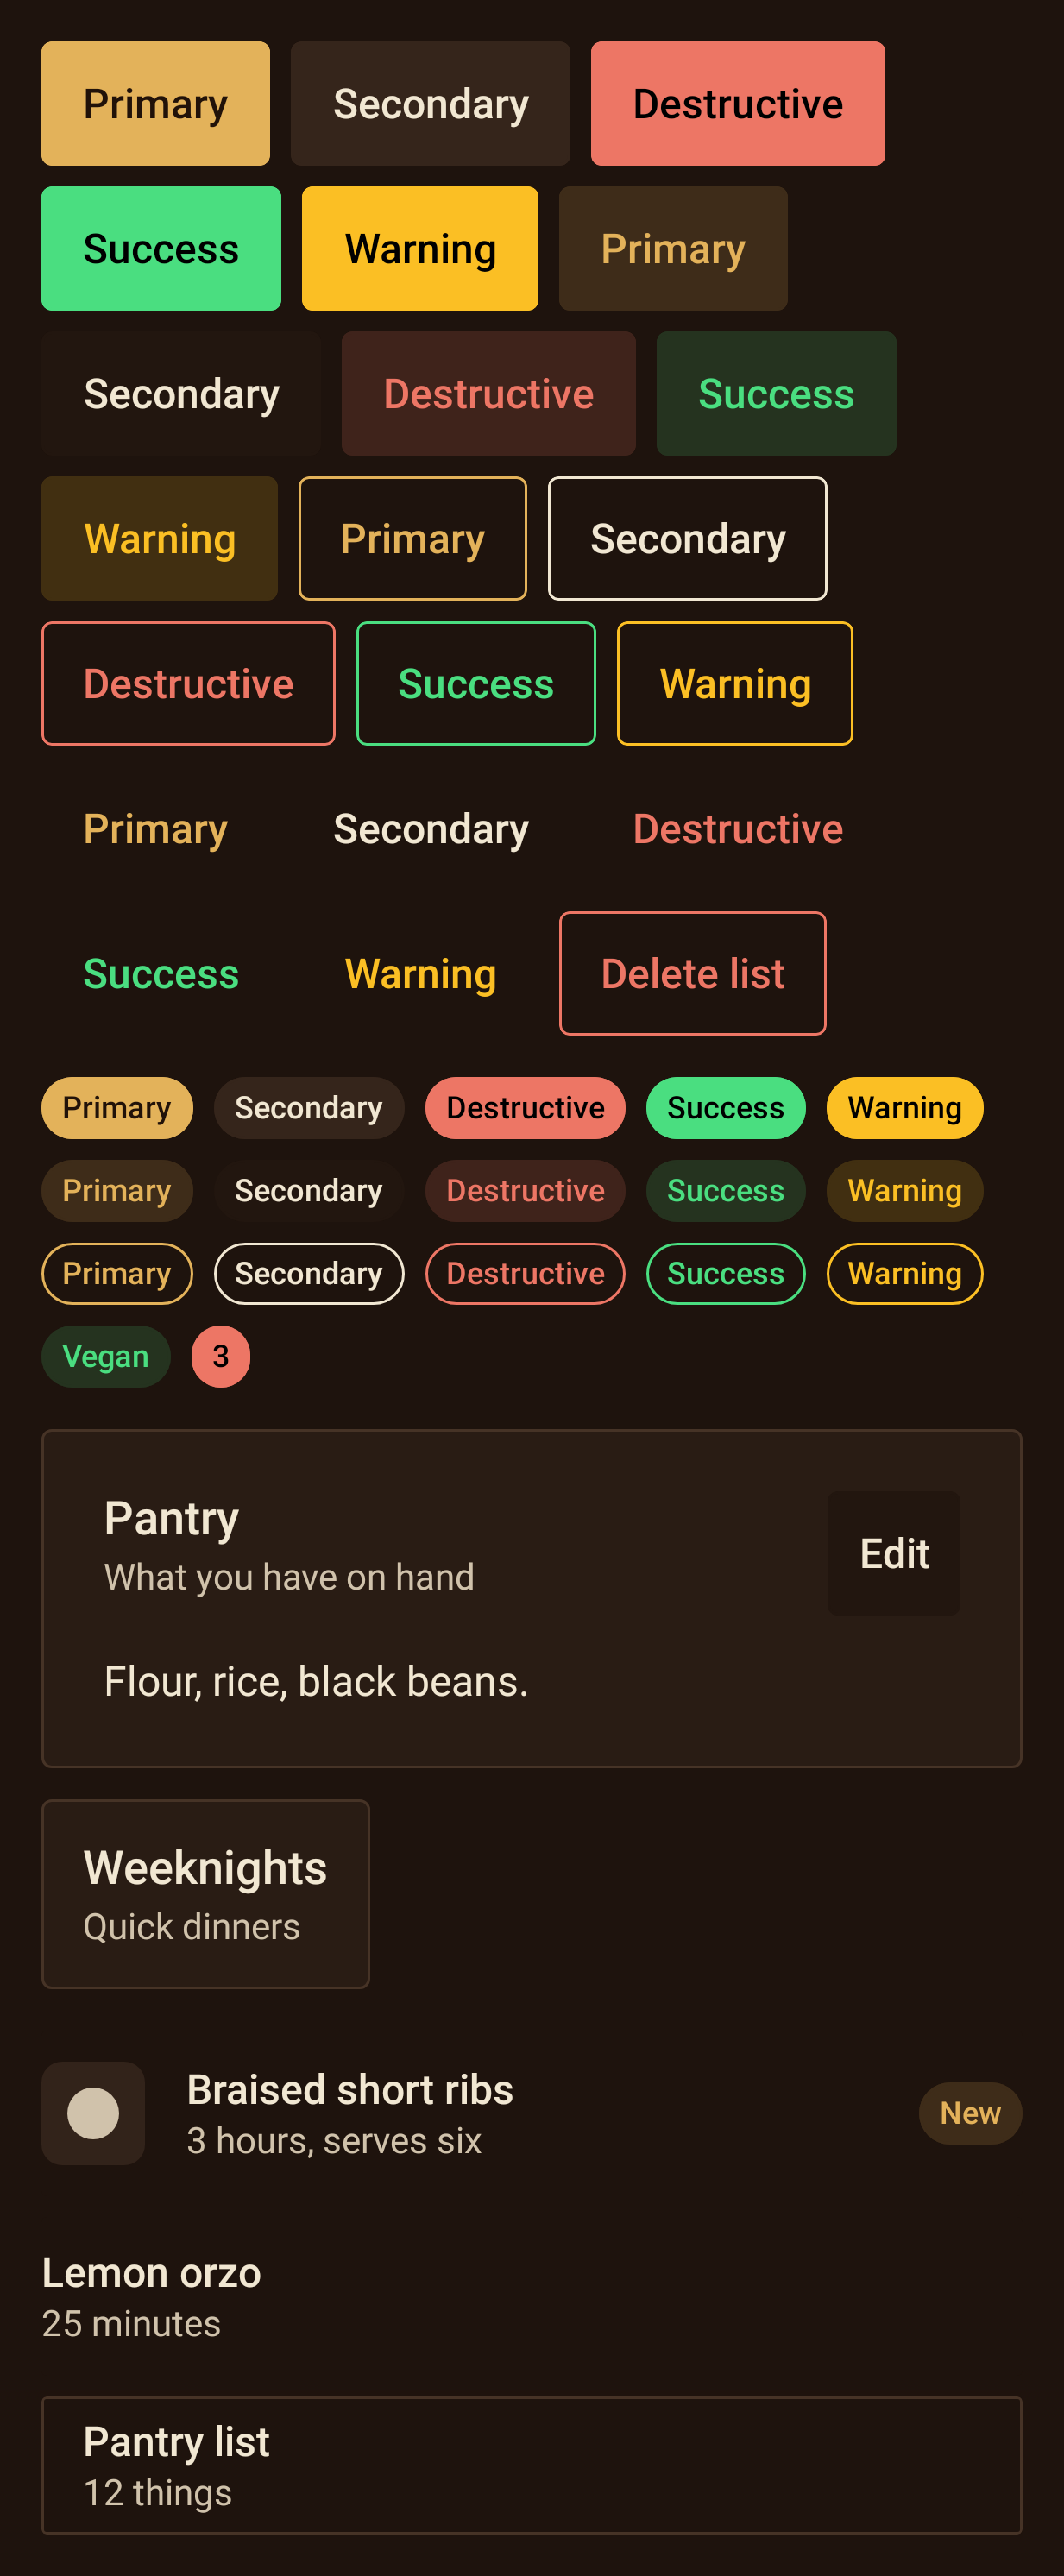 Primary Secondary Destructive
Success Warning Primary
Secondary Destructive Success
Warning Primary Secondary
Destructive Success Warning
Primary Secondary Destructive
Success Warning Delete list
Primary Secondary Destructive Success Warning
Primary Secondary Destructive Success Warning
Primary Secondary Destructive Success Warning
Vegan 3
Pantry
What you have on hand
Edit
Flour, rice, black beans.
Weeknights
Quick dinners
Braised short ribs
3 hours, serves six
New
Lemon orzo
25 minutes
Pantry list
12 things